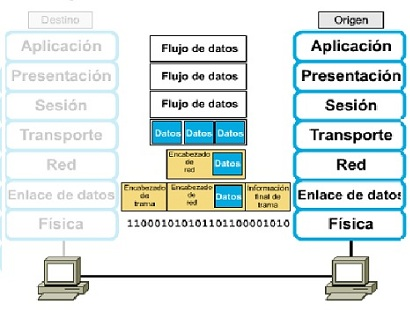 Destino
Origen
Aplicación
Flujo de datos
Aplicación
Presentación
Flujo de datos
Presentación
Sesión
Flujo de datos
Sesión
Transporte
Datos Datos Datos
Transporte
Red
Encabezado
de
red
Datos
Red
Enlace de datos
Encabezado
de
trama
Encabezado
de
red
Datos
Información
final de
trama
Enlace de datos
Física
1100010101011011000001010
Física